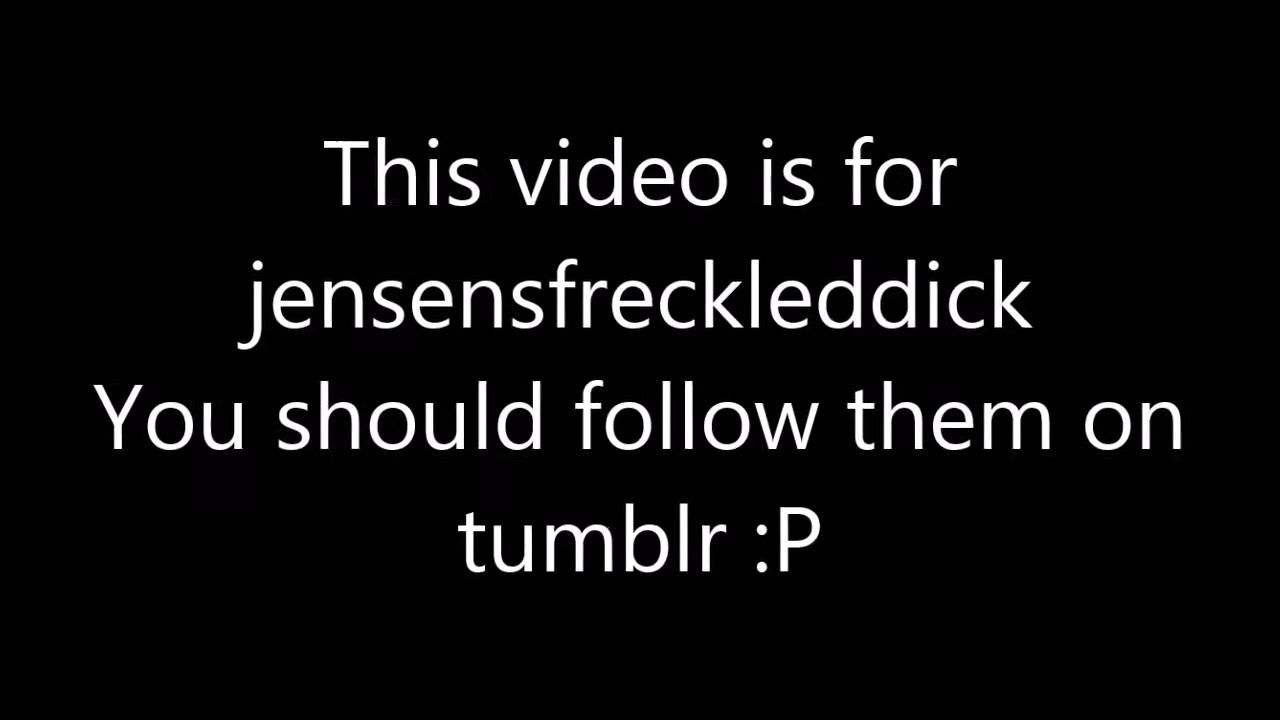 This video is for
jensensfreckleddick
You should follow them on
tumblr :P